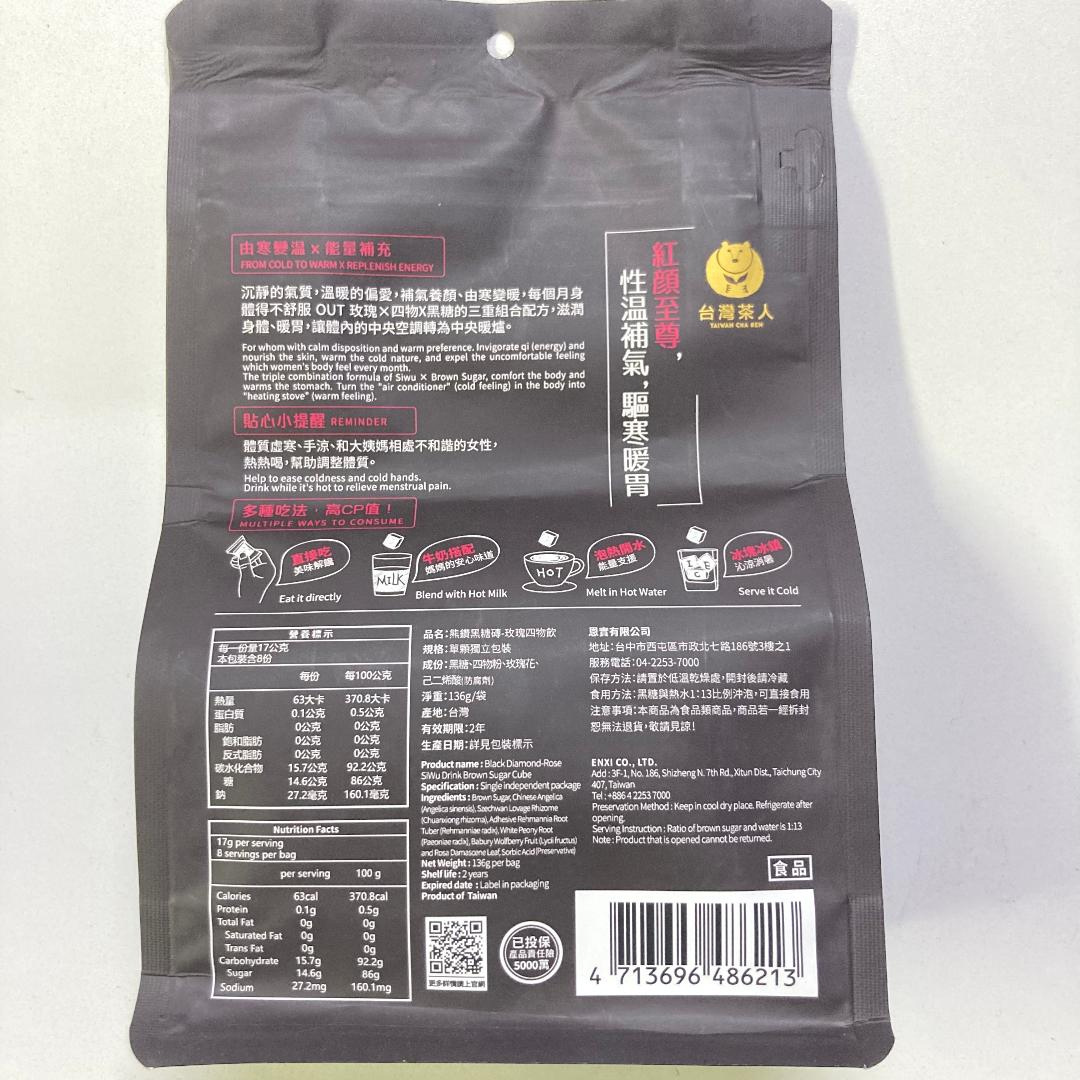 由寒變溫 x 能量補充
FROM COLD TO WARM X REPLENISH ENERGY
沉靜的氣質,溫暖的偏愛,補氣養顏、由寒變暖,每個月身
體得不舒服 OUT 玫瑰×四物X黑糖的三重組合配方,滋潤
身體、暖胃,讓體內的中央空調轉為中央暖爐。
For whom with calm disposition and warm preference. Invigorate qi (energy) and
nourish the skin, warm the cold nature, and expel the uncomfortable feeling
which women's body feel every month.
The triple combination formula of Siwu × Brown Sugar, comfort the body and
warms the stomach. Turn the "air conditioner" (cold feeling) in the body into
"heating stove" (warm feeling).
貼心小提醒 REMINDER
體質虛寒、手涼、和大姨媽相處不和諧的女性,
熱熱喝,幫助調整體質。
Help to ease coldness and cold hands.
Drink while it's hot to relieve menstrual pain.
紅顏至尊,
性溫補氣,驅寒暖胃
台灣茶人
TAIWAN CHA REN
多種吃法,高CP值!
MULTIPLE WAYS TO CONSUME
直接吃
美味解饞
Eat it directly
MILK
牛奶搭配
媽媽的安心味道
Blend with Hot Milk
HOT
泡熱開水
能量支援
Melt in Hot Water
ICE
冰塊冰鎮
沁涼消暑
Serve it Cold
營養標示
每一份量17公克
本包裝含8份
每份 每100公克
熱量 63大卡 370.8大卡
蛋白質 0.1公克 0.5公克
脂肪 0公克 0公克
飽和脂肪 0公克 0公克
反式脂肪 0公克 0公克
碳水化合物 15.7公克 92.2公克
糖 14.6公克 86公克
鈉 27.2毫克 160.1毫克
Nutrition Facts
17g per serving
8 servings per bag
per serving 100 g
Calories 63cal 370.8cal
Protein 0.1g 0.5g
Total Fat 0g 0g
Saturated Fat 0g 0g
Trans Fat 0g 0g
Carbohydrate 15.7g 92.2g
Sugar 14.6g 86g
Sodium 27.2mg 160.1mg
品名:熊鑽黑糖磚-玫瑰四物飲
規格:單顆獨立包裝
成份:黑糖、四物粉、玫瑰花、
己二烯酸(防腐劑)
淨重:136g/袋
產地:台灣
有效期限:2年
生產日期:詳見包裝標示
Product name : Black Diamond-Rose
SiWu Drink Brown Sugar Cube
Specification : Single independent package
Ingredients : Brown Sugar, Chinese Angelica
(Angelica sinensis), Szechwan Lovage Rhizome
(Chuanxiong rhizoma), Adhesive Rehmannia Root
Tuber (Rehmanniae radix), White Peony Root
(Paeoniae radix), Babury Wolfberry Fruit (Lycii fructus)
and Rosa Damascene Leaf, Sorbic Acid (Preservative)
Net Weight : 136g per bag
Shelf life : 2 years
Expired date : Label in packaging
Product of Taiwan
更多詳情請上官網
已投保
產品責任險
5000萬
恩實有限公司
地址:台中市西屯區市政北七路186號3樓之1
服務電話:04-2253-7000
保存方法:請置於低溫乾燥處,開封後請冷藏
食用方法:黑糖與熱水1:13比例沖泡,可直接食用
注意事項:本商品為食品類商品,商品若一經拆封
恕無法退貨,敬請見諒!
ENXI CO., LTD.
Add : 3F-1, No. 186, Shizheng N. 7th Rd., Xitun Dist., Taichung City
407, Taiwan
Tel : +886 4 2253 7000
Preservation Method : Keep in cool dry place. Refrigerate after
opening.
Serving Instruction : Ratio of brown sugar and water is 1:13
Note : Product that is opened cannot be returned.
食品
4 713696 486213